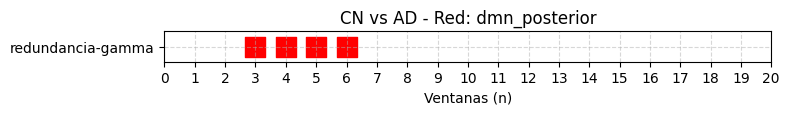 CN vs AD - Red: dmn_posterior
redundancia-gamma
0 1 2 3 4 5 6 7 8 9 10 11 12 13 14 15 16 17 18 19 20
Ventanas (n)